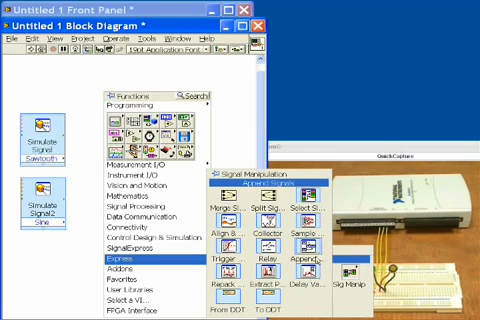 Untitled 1 Front Panel *
Untitled 1 Block Diagram *
File Edit View Project Operate Tools Window Help
19pt Application Font
Functions
Search
Programming
Measurement I/O
Instrument I/O
Vision and Motion
Mathematics
Signal Processing
Data Communication
Connectivity
Control Design & Simulation
SignalExpress
Express
Addons
Favorites
User Libraries
Select a VI...
FPGA Interface
Simulate
Signal
Sawtooth
Simulate
Signal2
Sine
Signal Manipulation
Append Signals
Merge Si...
Split Sig...
Select Si...
Align & ...
Collector
Sample ...
Trigger ...
Relay
Append...
Repack ...
Extract P...
Delay Va...
From DDT
To DDT
Sig Manip
QuickCapture